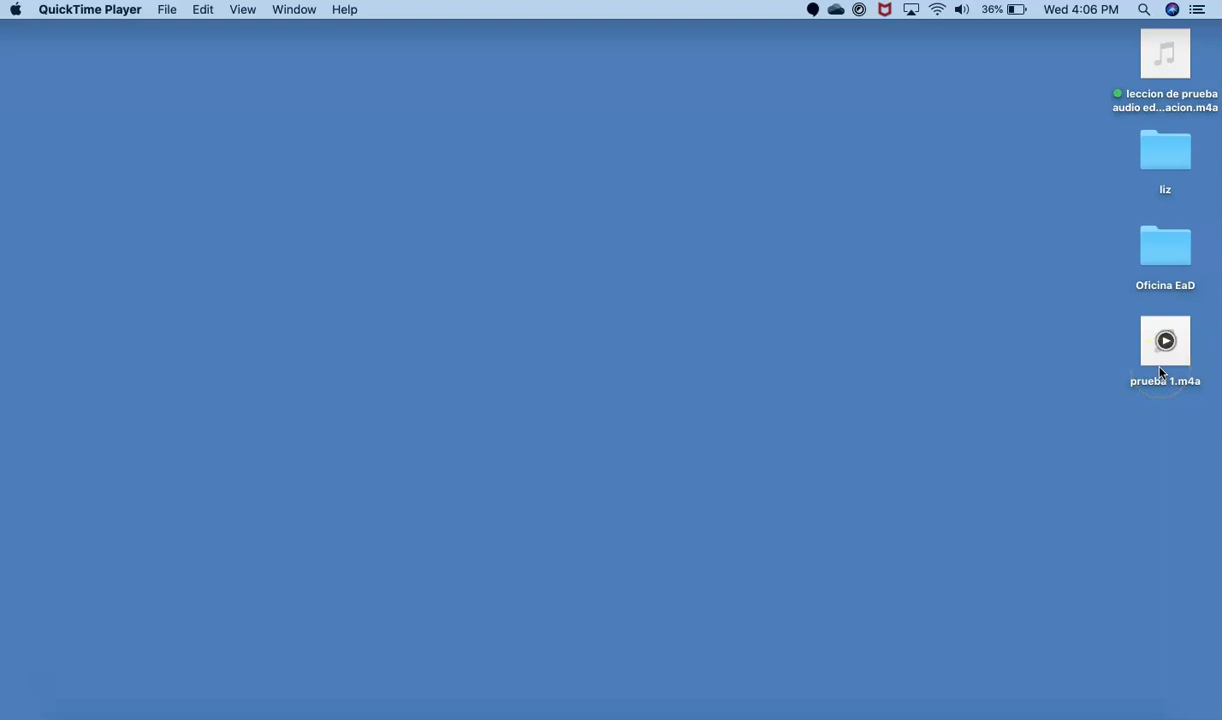 QuickTime Player File Edit View Window Help 36% Wed 4:06 PM
leccion de prueba
audio ed...acion.m4a
liz
Oficina EaD
prueba 1.m4a